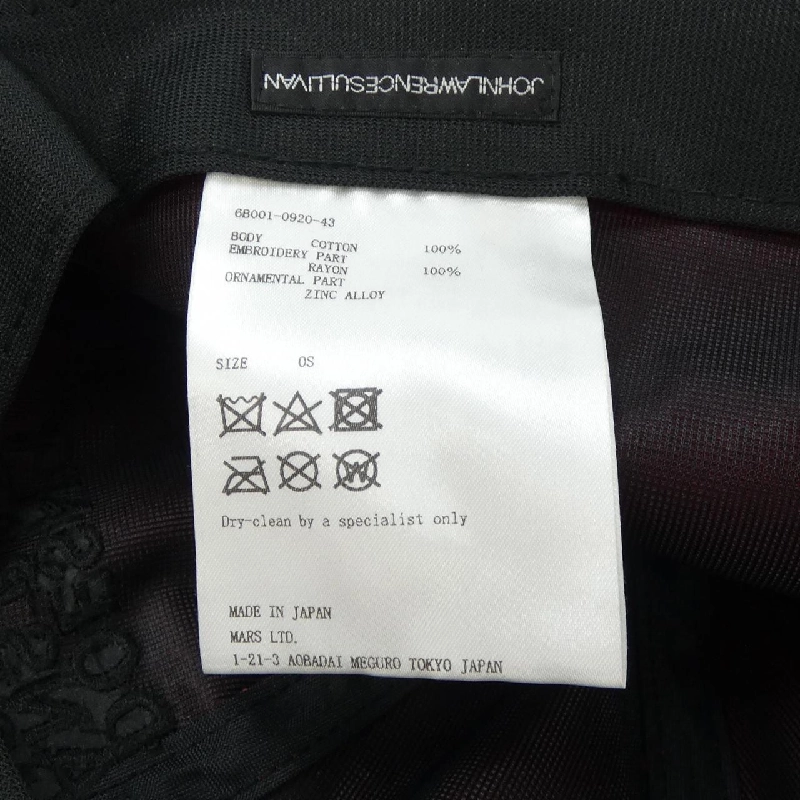 JOHNLAWRENCESULLIVAN
6B001-0920-43
BODY COTTON 100%
EMBROIDERY PART
RAYON 100%
ORNAMENTAL PART
ZINC ALLOY
SIZE OS
W
Dry-clean by a specialist only
MADE IN JAPAN
MARS LTD.
1-21-3 AOBADAI MEGURO TOKYO JAPAN